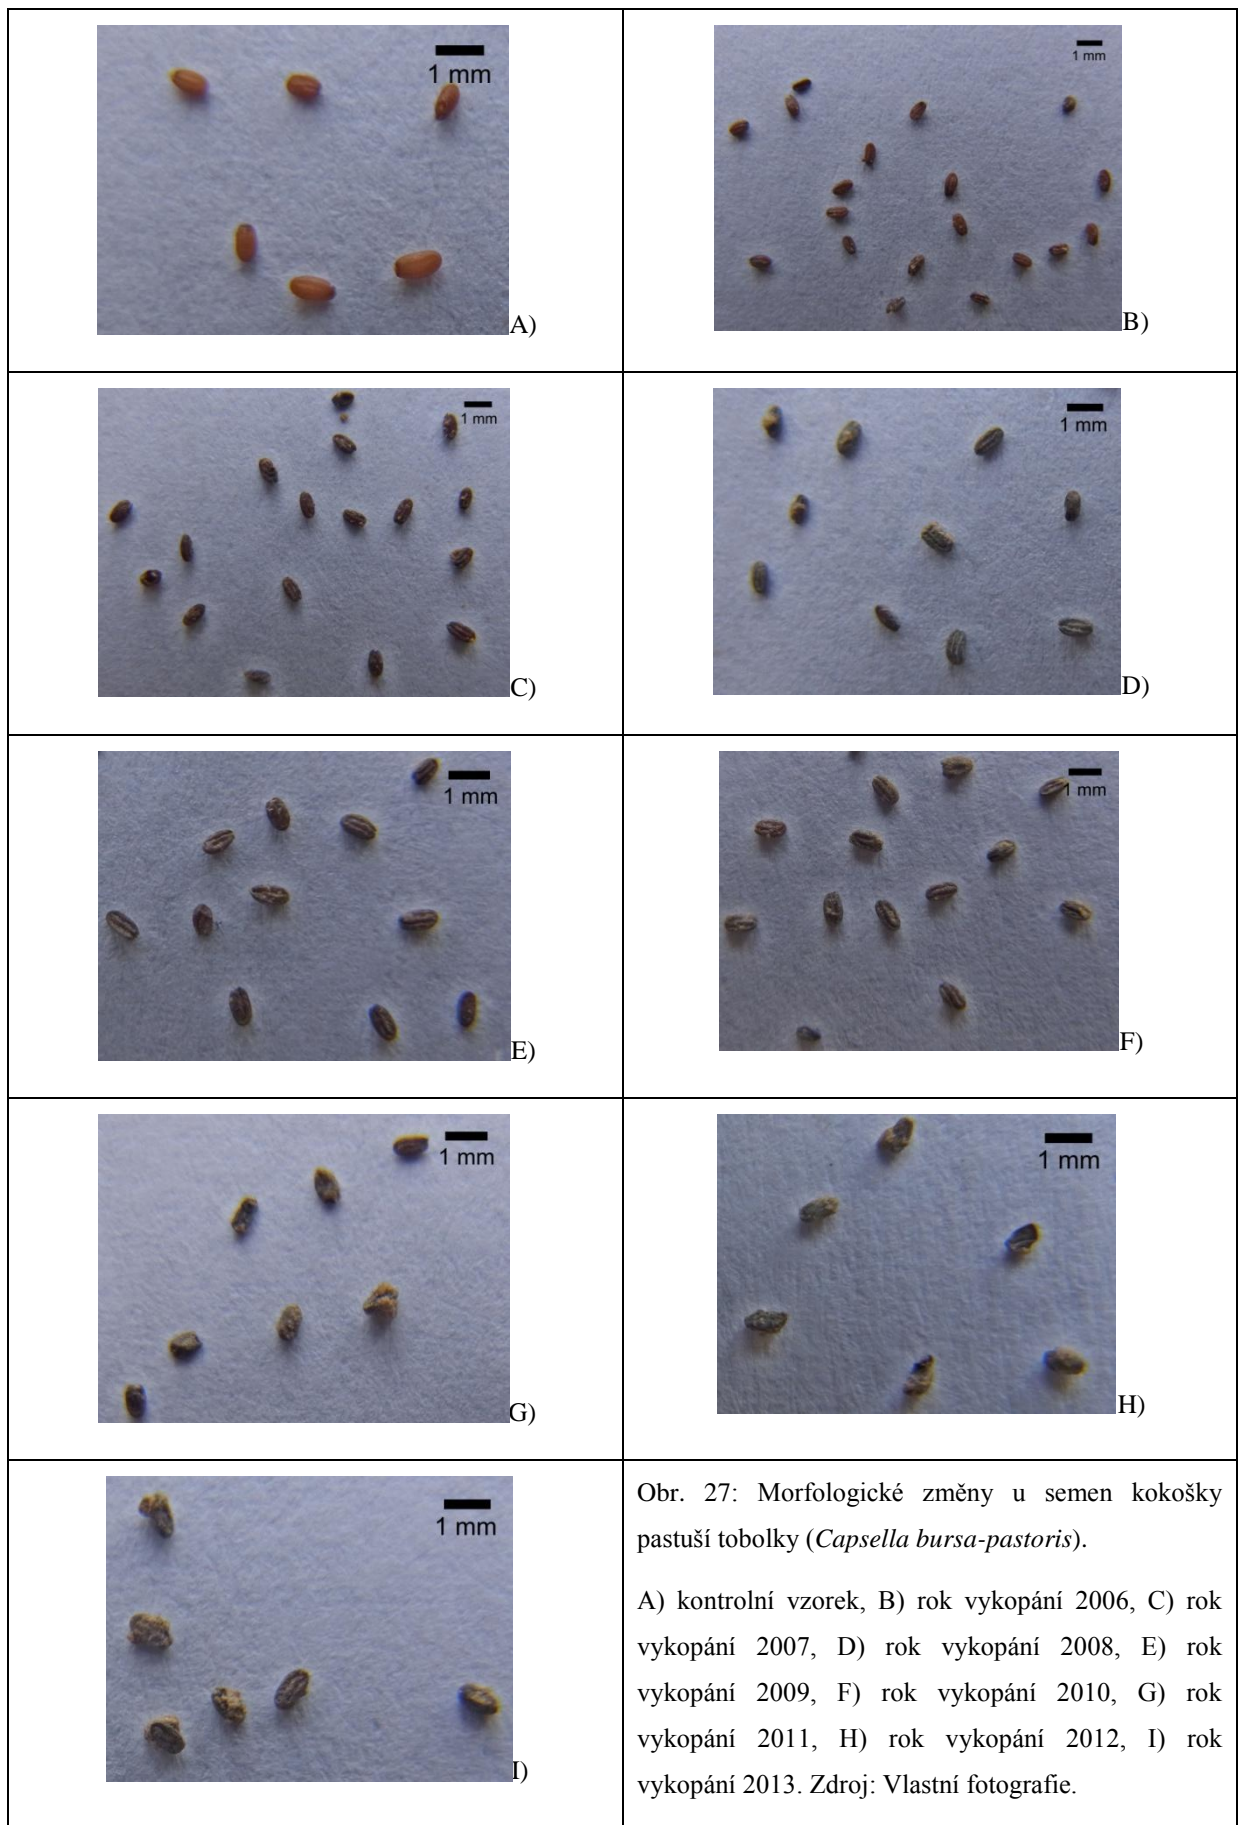 1 mm
A)
1 mm
B)
1 mm
C)
1 mm
D)
1 mm
E)
1 mm
F)
1 mm
G)
1 mm
H)
1 mm
I)
Obr. 27: Morfologické změny u semen kokošky
pastuší tobolky (Capsella bursa-pastoris).
A) kontrolní vzorek, B) rok vykopání 2006, C) rok
vykopání 2007, D) rok vykopání 2008, E) rok
vykopání 2009, F) rok vykopání 2010, G) rok
vykopání 2011, H) rok vykopání 2012, I) rok
vykopání 2013. Zdroj: Vlastní fotografie.